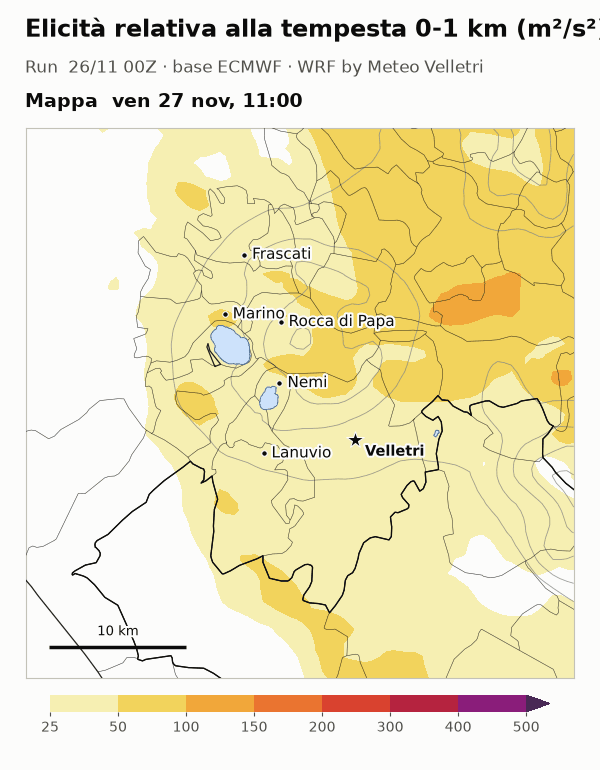 Elicità relativa alla tempesta 0-1 km (m²/s²)
Run  26/11 00Z · base ECMWF · WRF by Meteo Velletri
Mappa  ven 27 nov, 11:00
Frascati
Marino
Rocca di Papa
Nemi
Velletri
Lanuvio
10 km
25 50 100 150 200 300 400 500